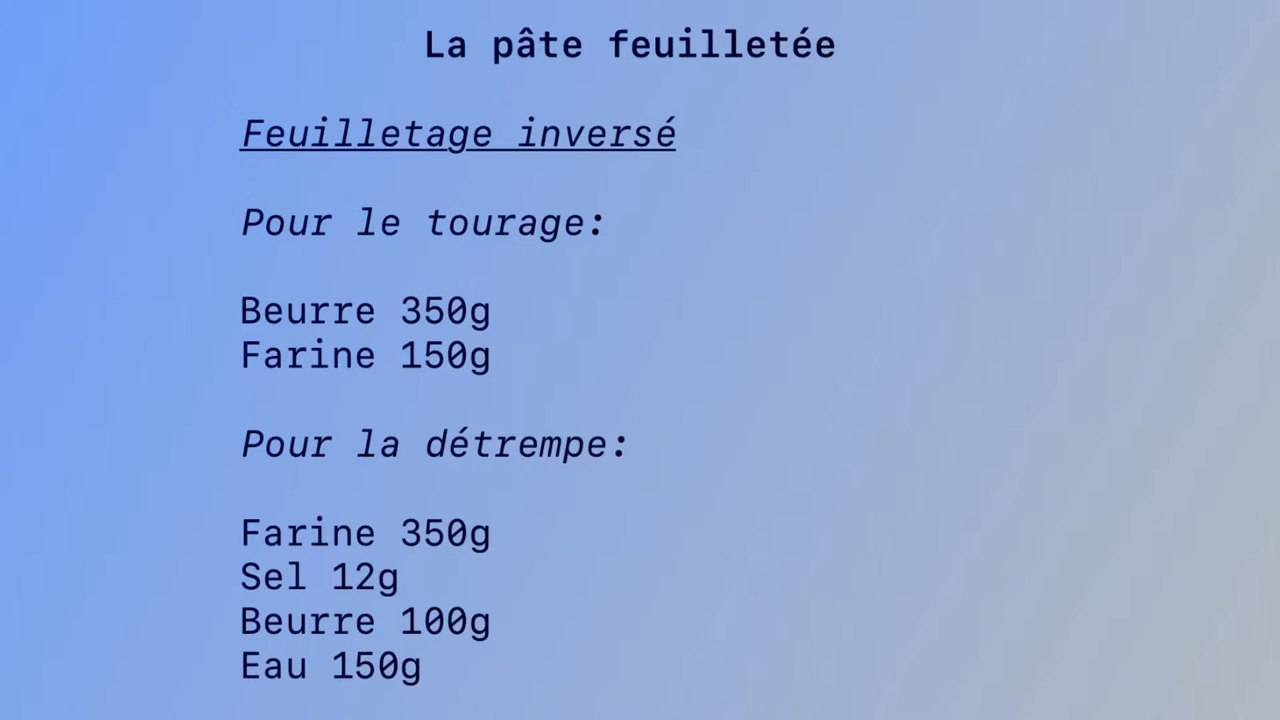 La pâte feuilletée
Feuilletage inversé
Pour le tourage:
Beurre 350g
Farine 150g
Pour la détrempe:
Farine 350g
Sel 12g
Beurre 100g
Eau 150g